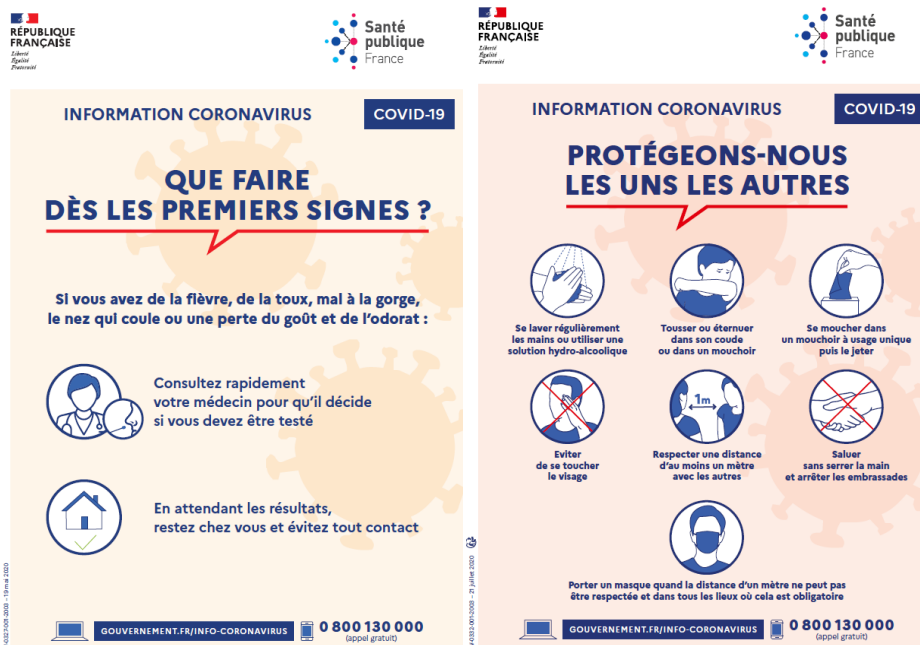 RÉPUBLIQUE
FRANÇAISE
Liberté
Égalité
Fraternité
Santé
publique
France
INFORMATION CORONAVIRUS
COVID-19
QUE FAIRE
DÈS LES PREMIERS SIGNES ?
Si vous avez de la fièvre, de la toux, mal à la gorge,
le nez qui coule ou une perte du goût et de l'odorat :
Consultez rapidement
votre médecin pour qu'il décide
si vous devez être testé
En attendant les résultats,
restez chez vous et évitez tout contact
GOUVERNEMENT.FR/INFO-CORONAVIRUS
0 800 130 000
(appel gratuit)
19 mai 2020
RÉPUBLIQUE
FRANÇAISE
Liberté
Égalité
Fraternité
Santé
publique
France
INFORMATION CORONAVIRUS
COVID-19
PROTÉGEONS-NOUS
LES UNS LES AUTRES
Se laver régulièrement
les mains ou utiliser une
solution hydro-alcoolique
Tousser ou éternuer
dans son coude
ou dans un mouchoir
Se moucher dans
un mouchoir à usage unique
puis le jeter
1m
Eviter
de se toucher
le visage
Respecter une distance
d'au moins un mètre
avec les autres
Saluer
sans serrer la main
et arrêter les embrassades
Porter un masque quand la distance d'un mètre ne peut pas
être respectée et dans tous les lieux où cela est obligatoire
GOUVERNEMENT.FR/INFO-CORONAVIRUS
0 800 130 000
(appel gratuit)
21 juillet 2020